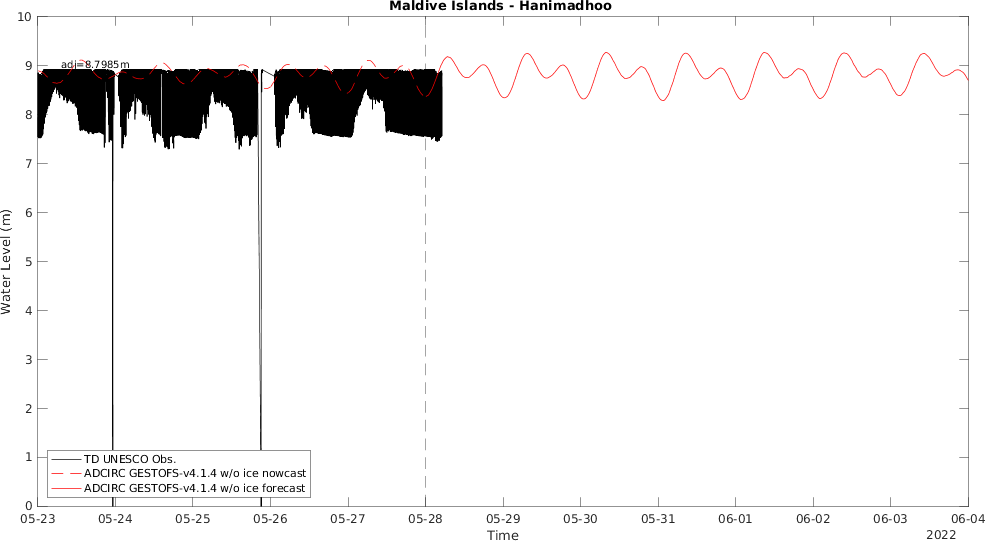 Maldive Islands - Hanimadhoo
10
9
8
7
6
5
4
3
2
1
0
Water Level (m)
adj=8.7985m
TD UNESCO Obs.
ADCIRC GESTOFS-v4.1.4 w/o ice nowcast
ADCIRC GESTOFS-v4.1.4 w/o ice forecast
05-23 05-24 05-25 05-26 05-27 05-28 05-29 05-30 05-31 06-01 06-02 06-03 06-04
Time
2022